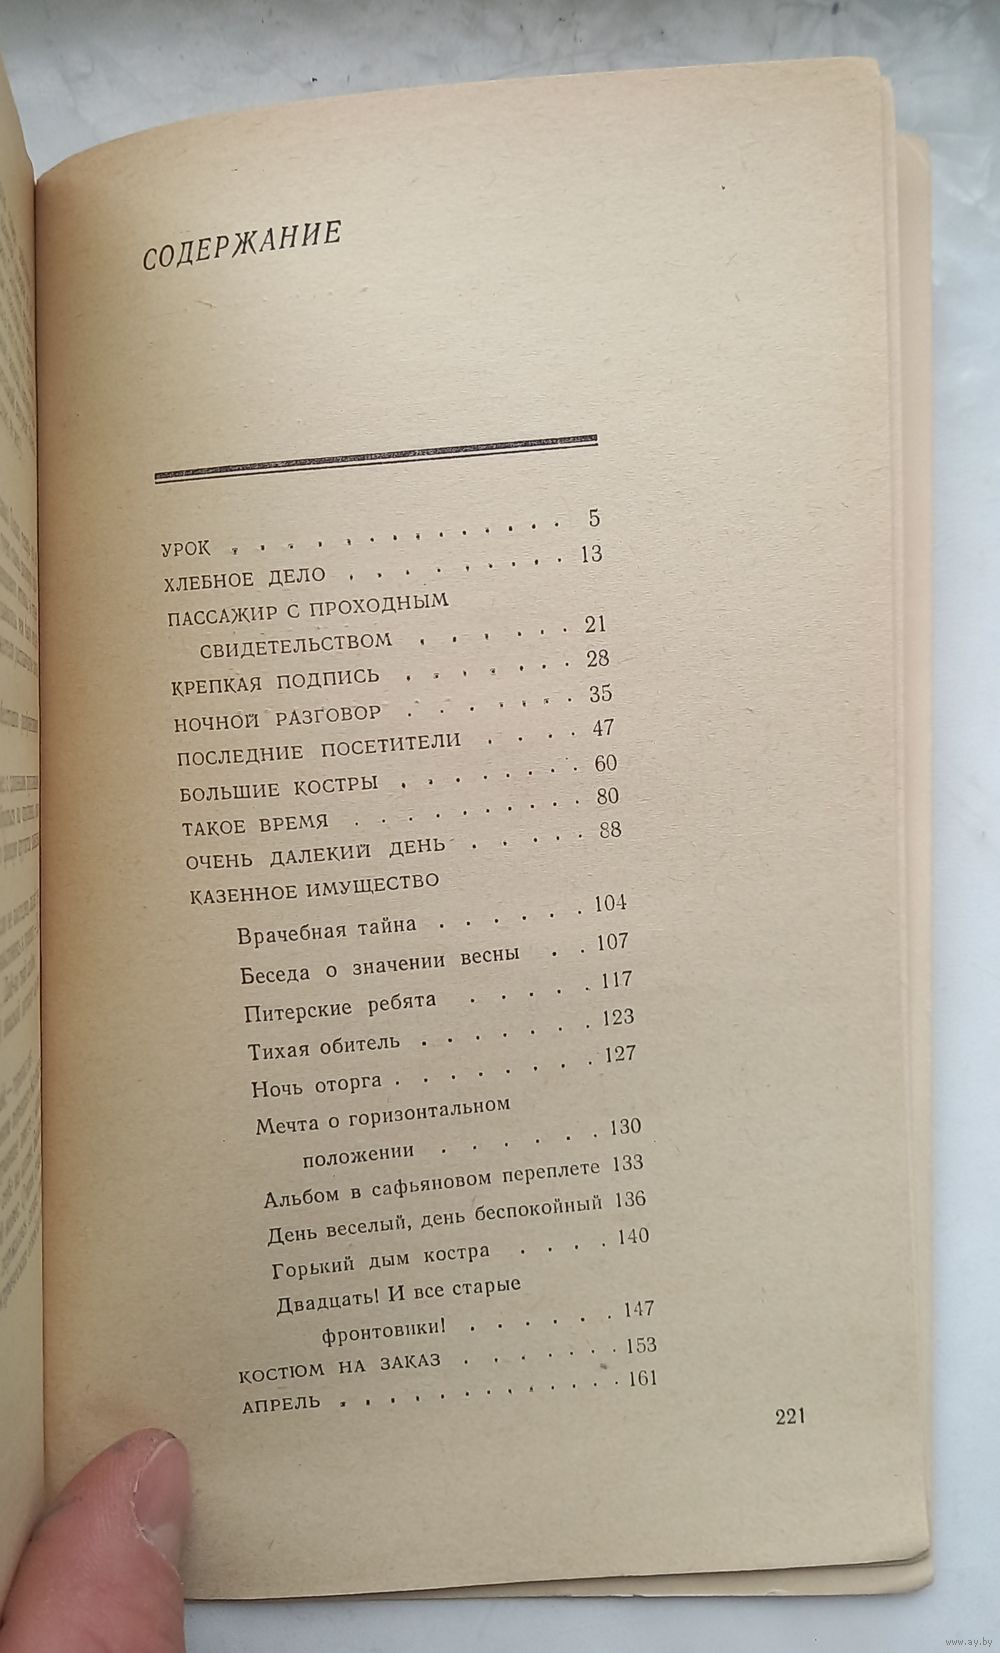 СОДЕРЖАНИЕ
УРОК . . . . . . . . . . . . . 5
ХЛЕБНОЕ ДЕЛО . . . . . . . . . 13
ПАССАЖИР С ПРОХОДНЫМ
СВИДЕТЕЛЬСТВОМ . . . . . . 21
КРЕПКАЯ ПОДПИСЬ . . . . . . . 28
НОЧНОЙ РАЗГОВОР . . . . . . . 35
ПОСЛЕДНИЕ ПОСЕТИТЕЛИ . . . . 47
БОЛЬШИЕ КОСТРЫ . . . . . . . 60
ТАКОЕ ВРЕМЯ . . . . . . . . . 80
ОЧЕНЬ ДАЛЕКИЙ ДЕНЬ . . . . . 88
КАЗЕННОЕ ИМУЩЕСТВО
Врачебная тайна . . . . . . 104
Беседа о значении весны . . 107
Питерские ребята . . . . . 117
Тихая обитель . . . . . . . 123
Ночь оторга . . . . . . . . 127
Мечта о горизонтальном
положении . . . . . . 130
Альбом в сафьяновом переплете 133
День веселый, день беспокойный 136
Горький дым костра . . . . 140
Двадцать! И все старые
фронтовики! . . . . . . 147
КОСТЮМ НА ЗАКАЗ . . . . . . . 153
АПРЕЛЬ . . . . . . . . . . . . 161
221
www.ay.by